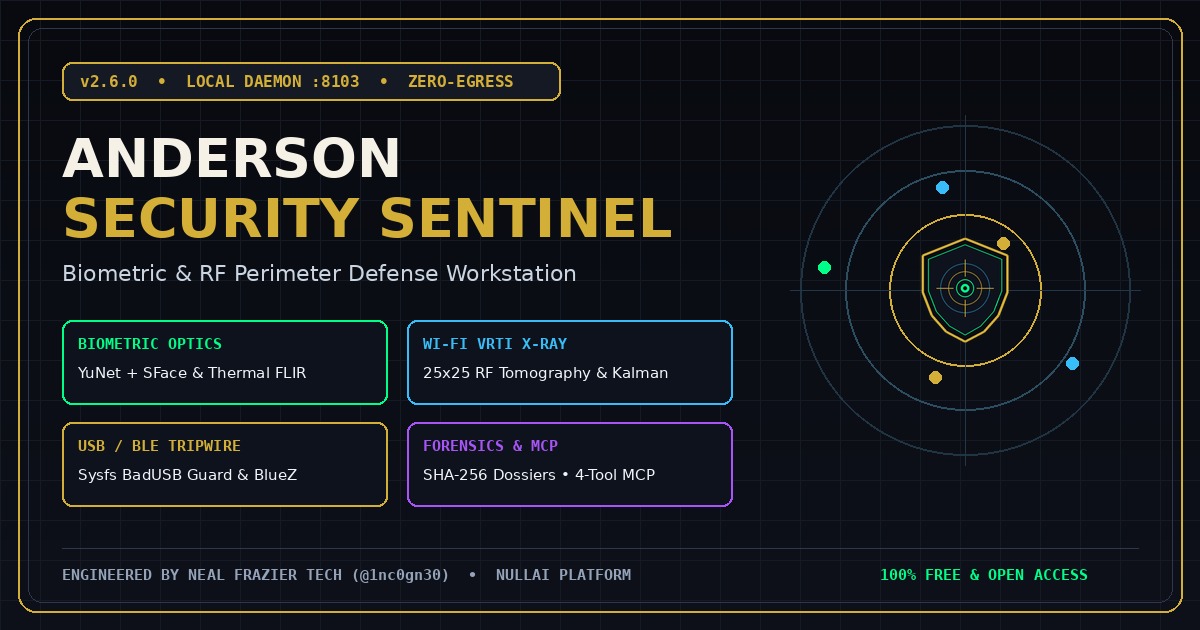 v2.6.0 • LOCAL DAEMON :8103 • ZERO-EGRESS
ANDERSON
SECURITY SENTINEL
Biometric & RF Perimeter Defense Workstation
BIOMETRIC OPTICS
YuNet + SFace & Thermal FLIR
WI-FI VRTI X-RAY
25x25 RF Tomography & Kalman
USB / BLE TRIPWIRE
Sysfs BadUSB Guard & BlueZ
FORENSICS & MCP
SHA-256 Dossiers • 4-Tool MCP
ENGINEERED BY NEAL FRAZIER TECH (@1nc0gn30) • NULLAI PLATFORM
100% FREE & OPEN ACCESS